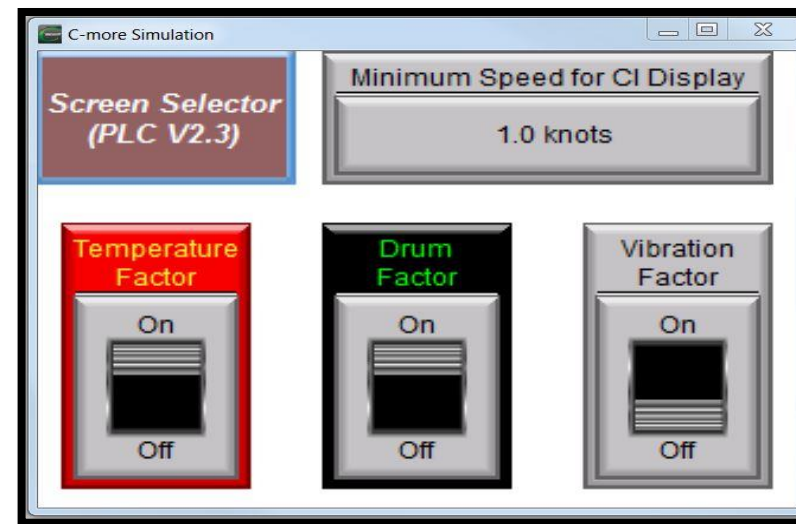 C-more Simulation
Screen Selector
(PLC V2.3)
Minimum Speed for CI Display
1.0 knots
Temperature
Factor
On
Off
Drum
Factor
On
Off
Vibration
Factor
On
Off